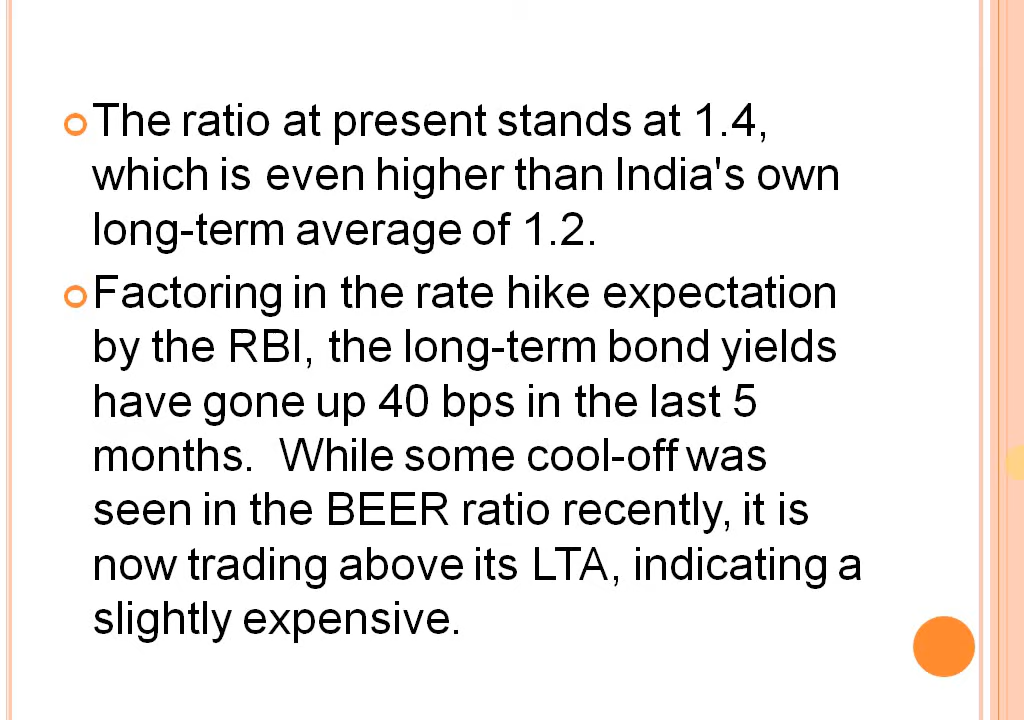 The ratio at present stands at 1.4,
which is even higher than India's own
long-term average of 1.2.
Factoring in the rate hike expectation
by the RBI, the long-term bond yields
have gone up 40 bps in the last 5
months.  While some cool-off was
seen in the BEER ratio recently, it is
now trading above its LTA, indicating a
slightly expensive.